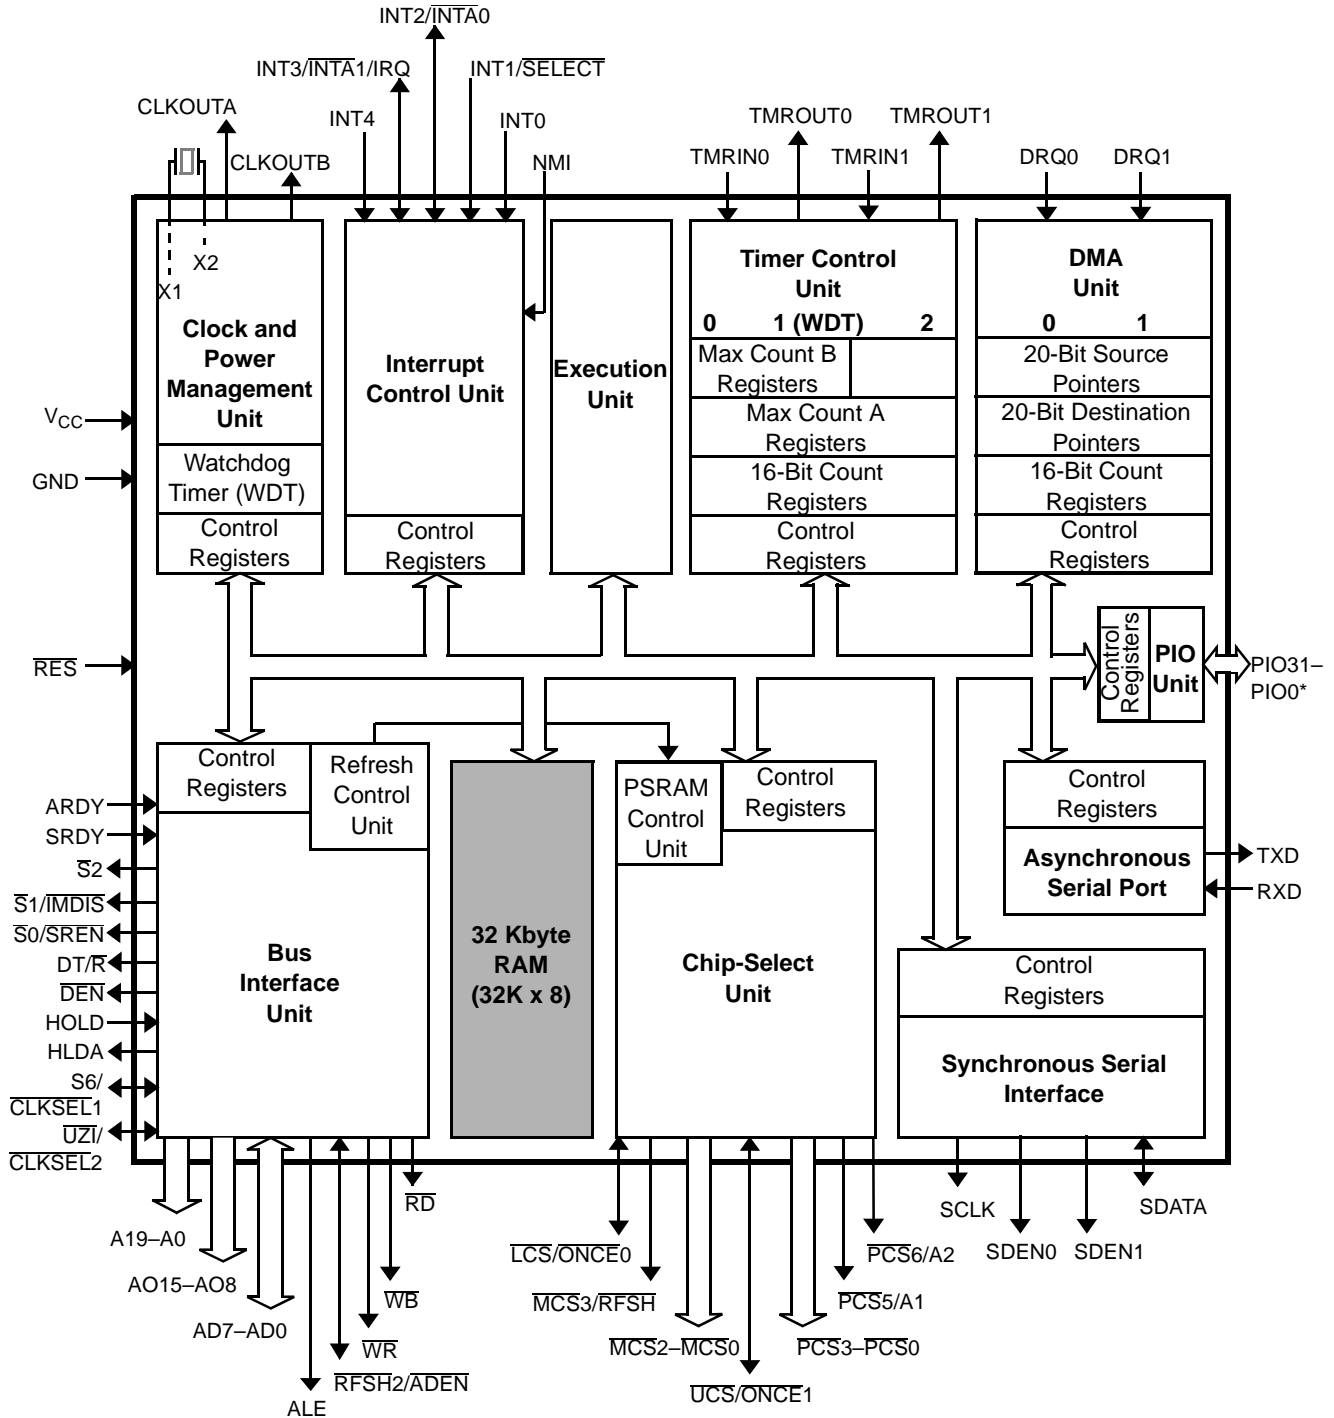 INT2/INTA0
INT3/INTA1/IRQ
INT1/SELECT
CLKOUTA
INT4
INT0
TMROUT0
TMROUT1
CLKOUTB
NMI
TMRIN0
TMRIN1
DRQ0
DRQ1
X2
X1
Clock and
Power
Management
Unit
Watchdog
Timer (WDT)
Control
Registers
Interrupt
Control Unit
Control
Registers
Execution
Unit
Timer Control
Unit
0 1 (WDT) 2
Max Count B
Registers
Max Count A
Registers
16-Bit Count
Registers
Control
Registers
DMA
Unit
0 1
20-Bit Source
Pointers
20-Bit Destination
Pointers
16-Bit Count
Registers
Control
Registers
VCC
GND
RES
Control
Registers
PIO
Unit
PIO31–
PIO0*
Control
Registers
Refresh
Control
Unit
Bus
Interface
Unit
32 Kbyte
RAM
(32K x 8)
PSRAM
Control
Unit
Control
Registers
Chip-Select
Unit
Control
Registers
Asynchronous
Serial Port
TXD
RXD
Control
Registers
Synchronous Serial
Interface
ARDY
SRDY
S2
S1/IMDIS
S0/SREN
DT/R
DEN
HOLD
HLDA
S6/
CLKSEL1
UZI/
CLKSEL2
A19–A0
AO15–AO8
AD7–AD0
ALE
RFSH2/ADEN
WR
WB
RD
LCS/ONCE0
MCS3/RFSH
MCS2–MCS0
UCS/ONCE1
PCS3–PCS0
PCS5/A1
PCS6/A2
SCLK
SDEN0
SDEN1
SDATA